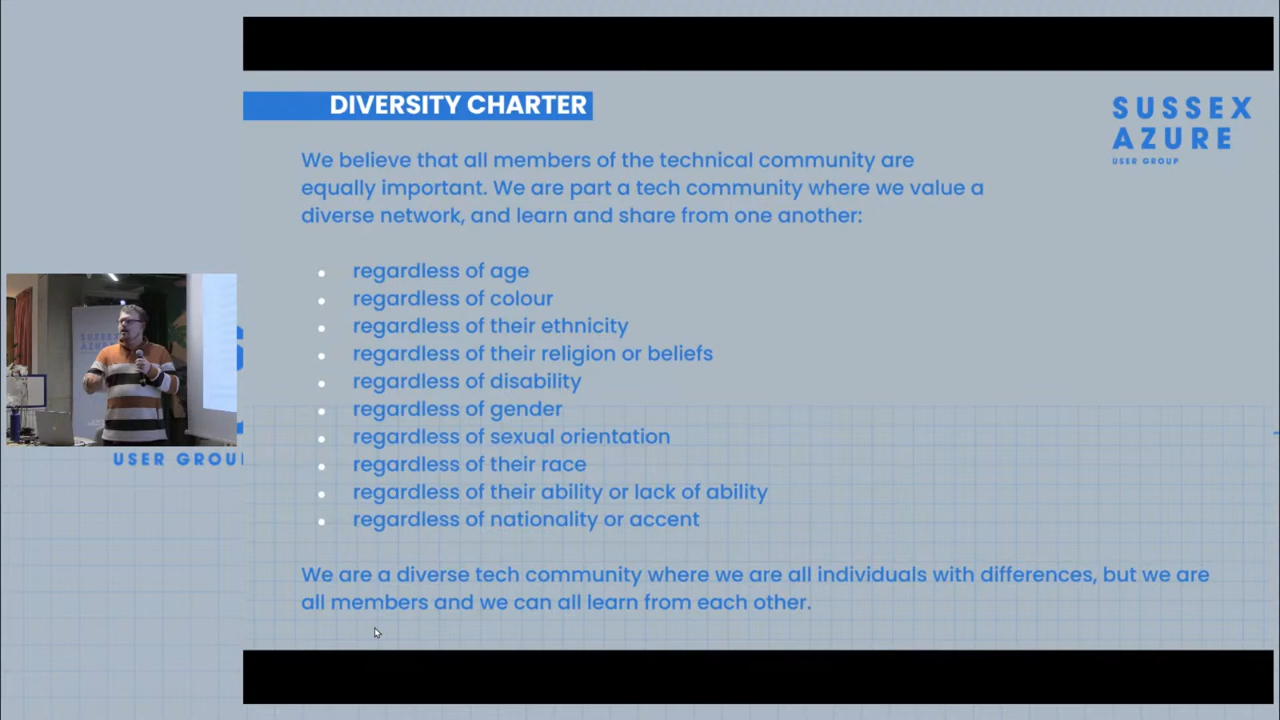 DIVERSITY CHARTER
SUSSEX
AZURE
USER GROUP
We believe that all members of the technical community are
equally important. We are part a tech community where we value a
diverse network, and learn and share from one another:
regardless of age
regardless of colour
regardless of their ethnicity
regardless of their religion or beliefs
regardless of disability
regardless of gender
regardless of sexual orientation
regardless of their race
regardless of their ability or lack of ability
regardless of nationality or accent
We are a diverse tech community where we are all individuals with differences, but we are
all members and we can all learn from each other.
SUSSEX
AZURE
USER GROU